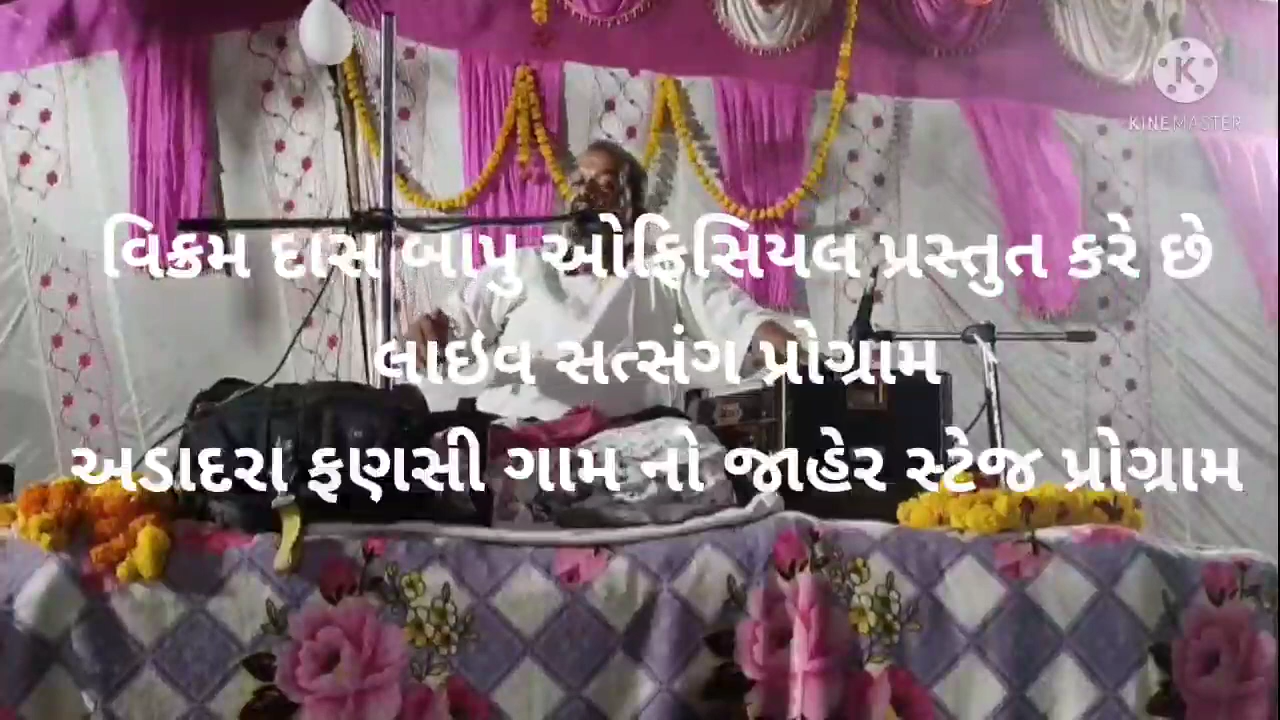 KINEMASTER
વિક્રમ દાસ બાપુ ઓફિસિયલ પ્રસ્તુત કરે છે
લાઇવ સત્સંગ પ્રોગ્રામ
અડાદરા ફણસી ગામ નો જાહેર સ્ટેજ પ્રોગ્રામ